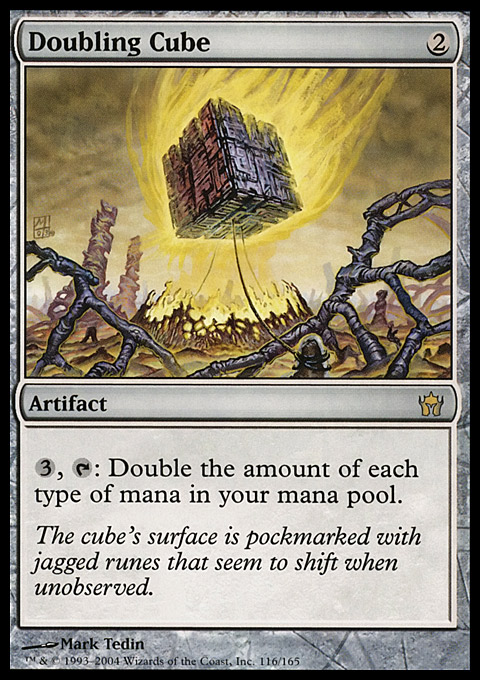 Doubling Cube 2
Artifact
3, : Double the amount of each
type of mana in your mana pool.
The cube's surface is pockmarked with
jagged runes that seem to shift when
unobserved.
Mark Tedin
™ & © 1993–2004 Wizards of the Coast, Inc. 116/165